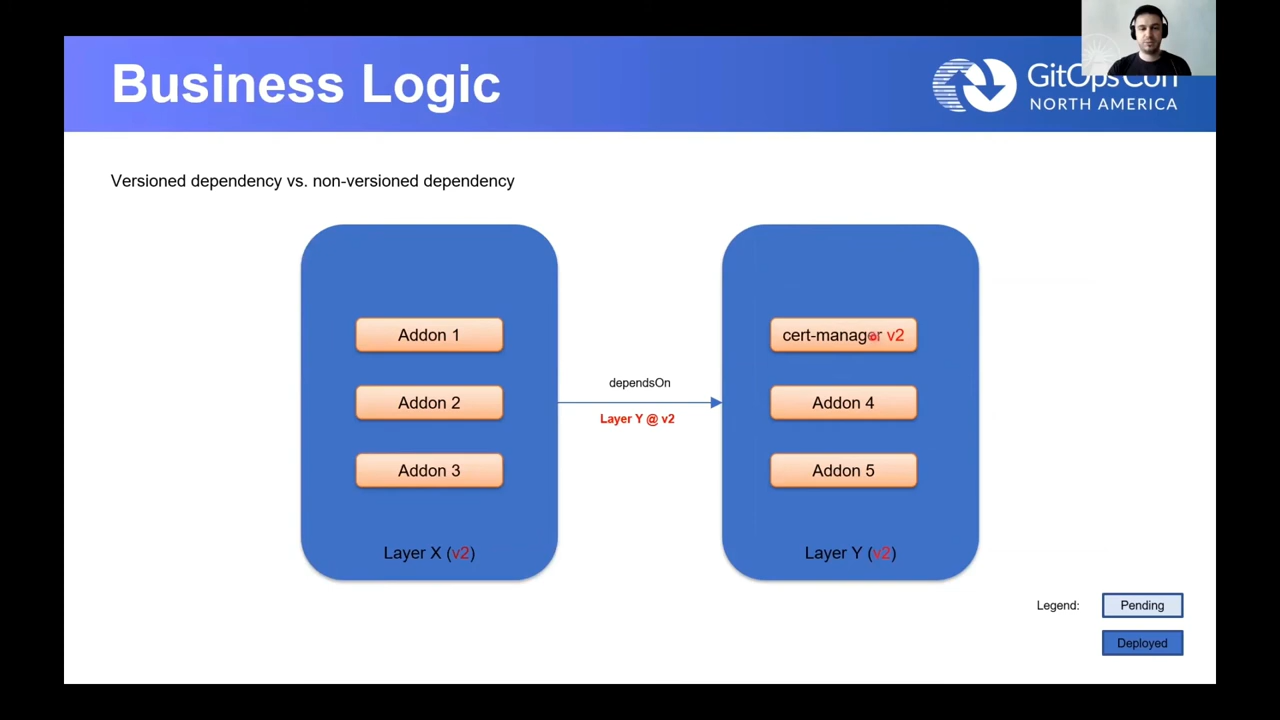 Business Logic
GitOpsCon
NORTH AMERICA
Versioned dependency vs. non-versioned dependency
Addon 1
Addon 2
Addon 3
Layer X (v2)
dependsOn
Layer Y @ v2
cert-manager v2
Addon 4
Addon 5
Layer Y (v2)
Legend:
Pending
Deployed